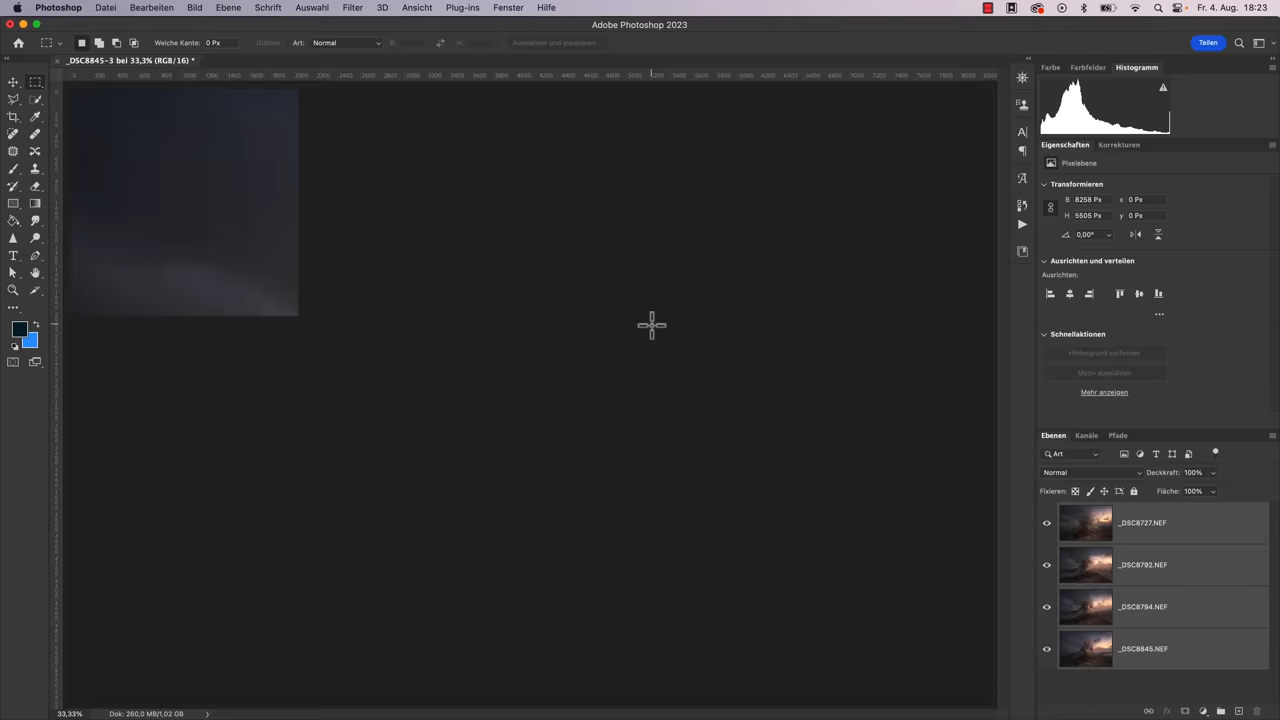 Photoshop Datei Bearbeiten Bild Ebene Schrift Auswahl Filter 3D Ansicht Plug-ins Fenster Hilfe Fr. 4. Aug. 18:23
Adobe Photoshop 2023
Weiche Kante: 0 Px Glätten Art: Normal Auswählen und maskieren... Teilen
_DSC8845-3 bei 33,3% (RGB/16) *
Farbe Farbfelder Histogramm
Eigenschaften Korrekturen
Pixelebene
Transformieren
B 8258 Px x 0 Px
H 5505 Px y 0 Px
0,00°
Ausrichten und verteilen
Ausrichten:
Schnellaktionen
Hintergrund entfernen
Motiv auswählen
Mehr anzeigen
Ebenen Kanäle Pfade
Art
Normal Deckkraft: 100%
Fixieren: Fläche: 100%
_DSC8727.NEF
_DSC8792.NEF
_DSC8794.NEF
_DSC8845.NEF
33,33% Dok: 260,0 MB/1,02 GB